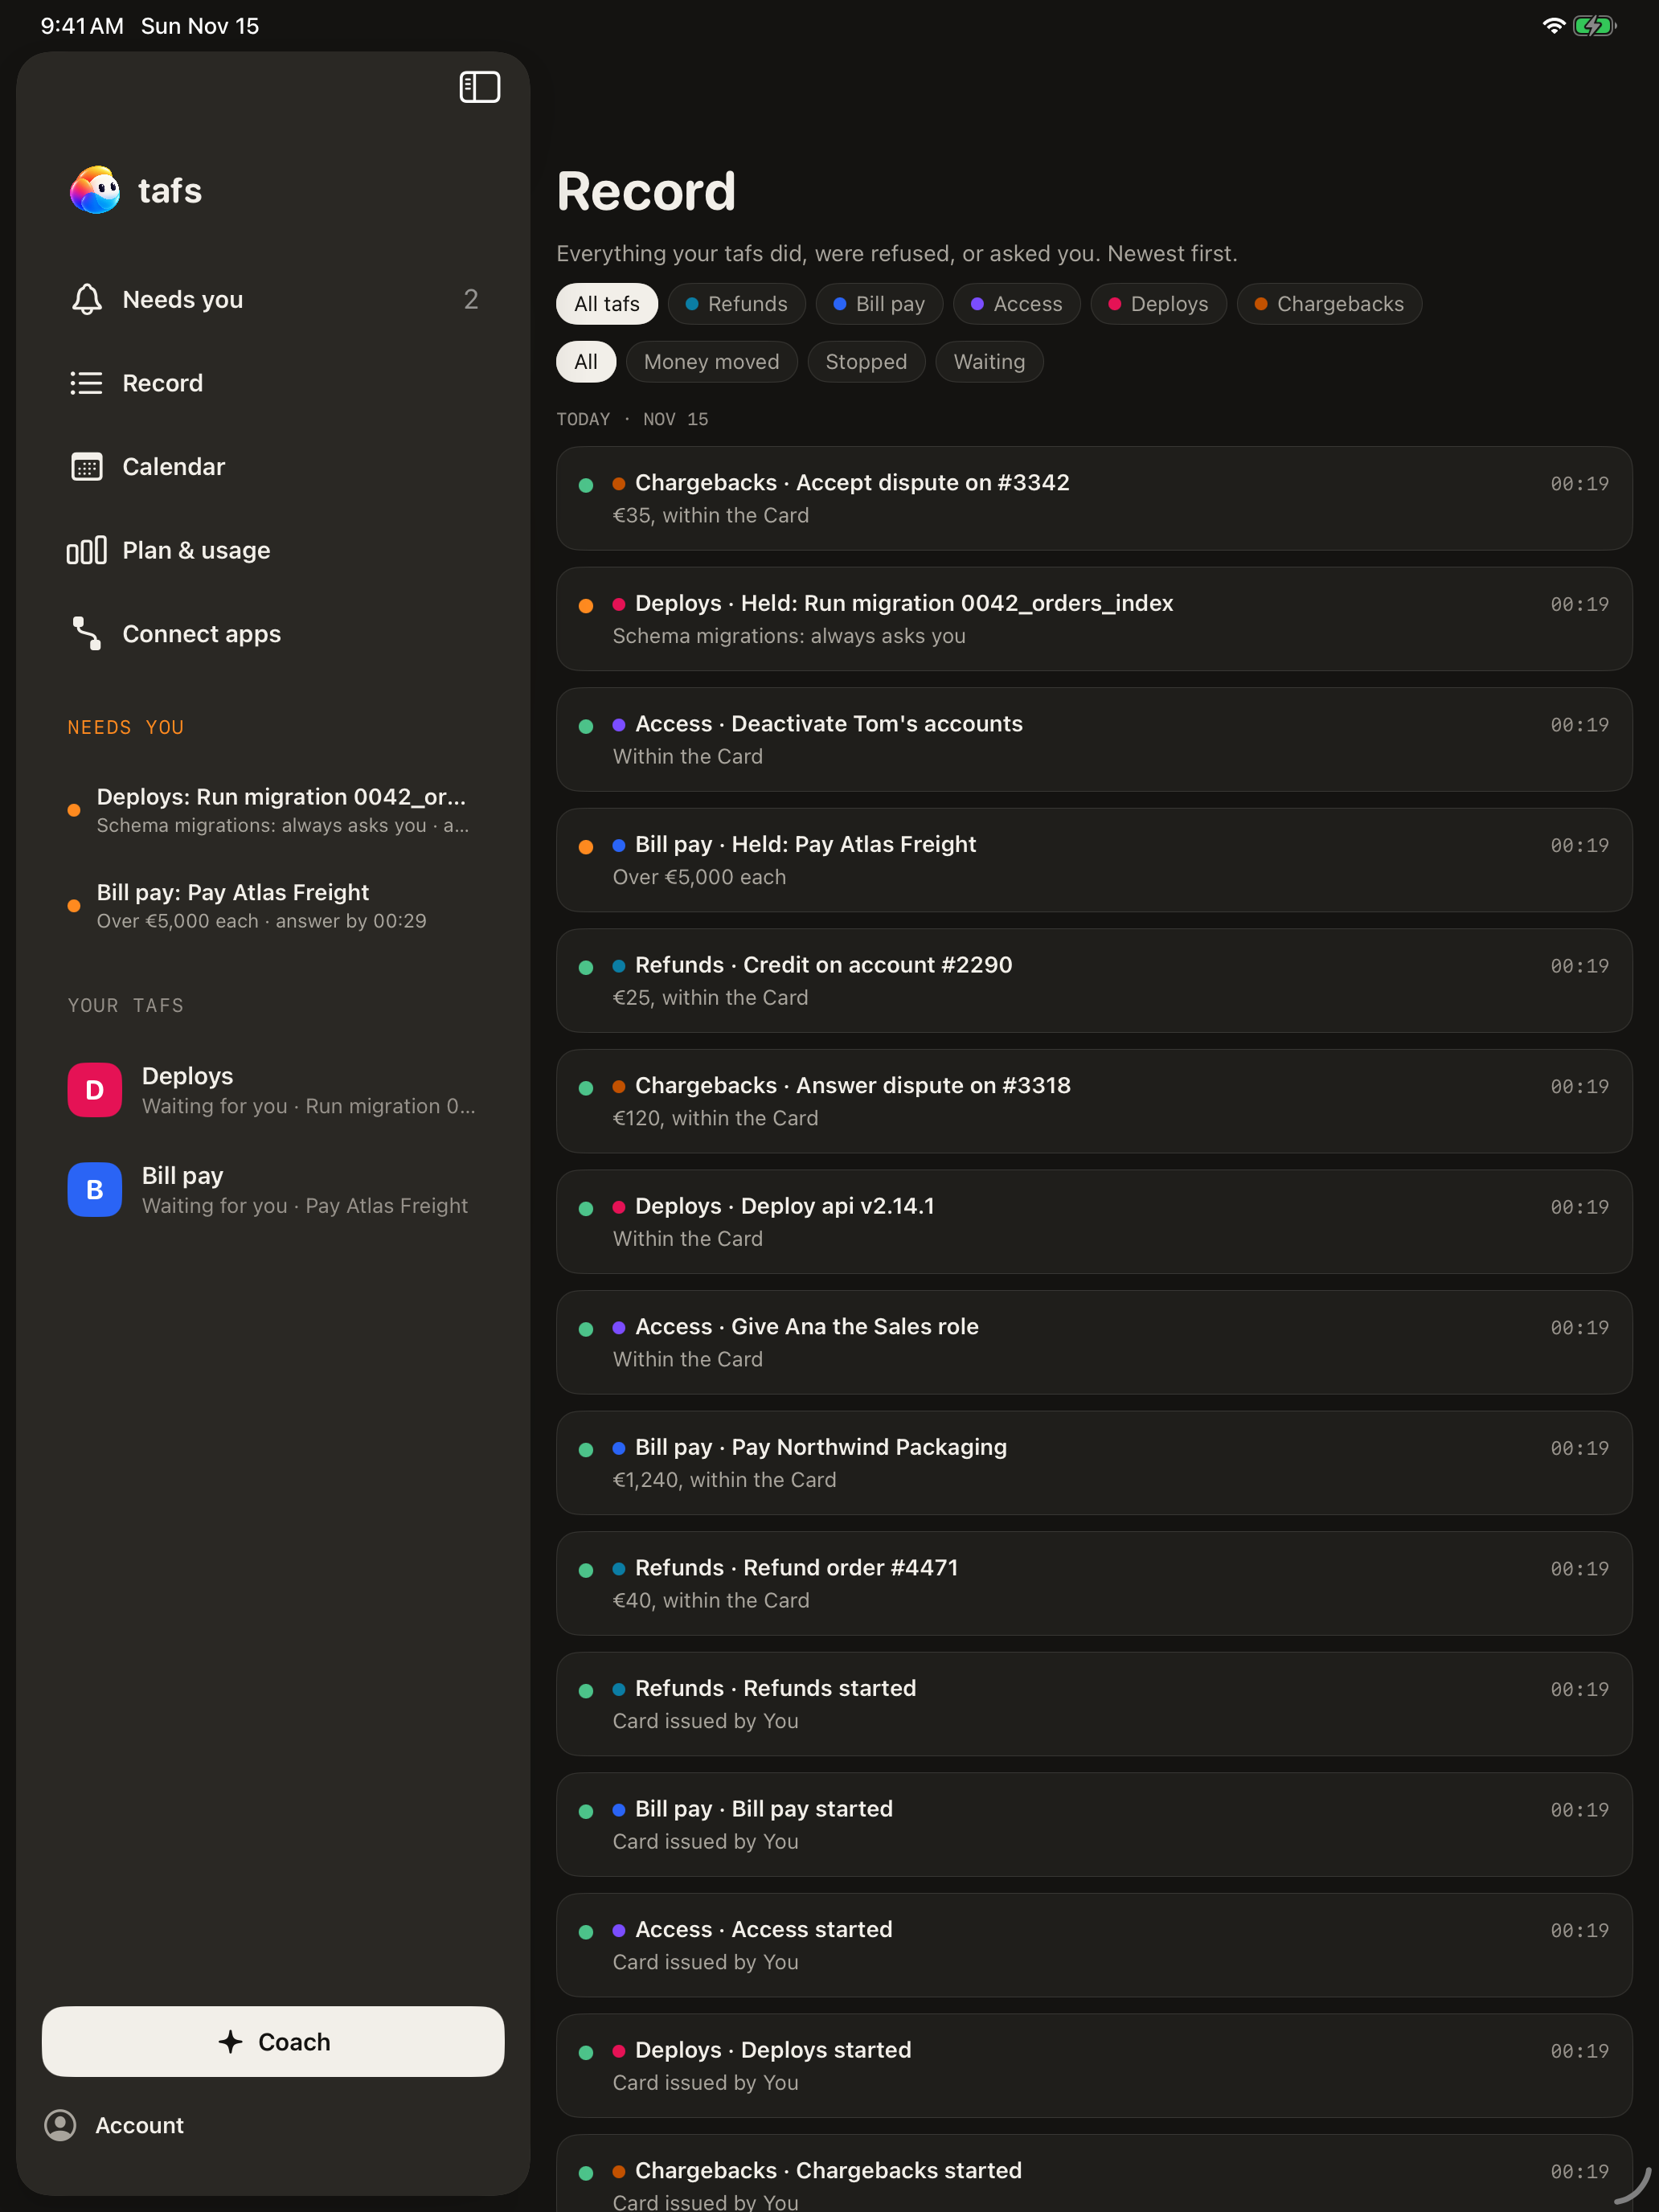 9:41 AM Sun Nov 15
tafs
Needs you 2
Record
Calendar
Plan & usage
Connect apps
NEEDS YOU
Deploys: Run migration 0042_or...
Schema migrations: always asks you · a...
Bill pay: Pay Atlas Freight
Over €5,000 each · answer by 00:29
YOUR TAFS
D
Deploys
Waiting for you · Run migration 0...
B
Bill pay
Waiting for you · Pay Atlas Freight
Coach
Account
Record
Everything your tafs did, were refused, or asked you. Newest first.
All tafs Refunds Bill pay Access Deploys Chargebacks
All Money moved Stopped Waiting
TODAY · NOV 15
Chargebacks · Accept dispute on #3342 00:19
€35, within the Card
Deploys · Held: Run migration 0042_orders_index 00:19
Schema migrations: always asks you
Access · Deactivate Tom's accounts 00:19
Within the Card
Bill pay · Held: Pay Atlas Freight 00:19
Over €5,000 each
Refunds · Credit on account #2290 00:19
€25, within the Card
Chargebacks · Answer dispute on #3318 00:19
€120, within the Card
Deploys · Deploy api v2.14.1 00:19
Within the Card
Access · Give Ana the Sales role 00:19
Within the Card
Bill pay · Pay Northwind Packaging 00:19
€1,240, within the Card
Refunds · Refund order #4471 00:19
€40, within the Card
Refunds · Refunds started 00:19
Card issued by You
Bill pay · Bill pay started 00:19
Card issued by You
Access · Access started 00:19
Card issued by You
Deploys · Deploys started 00:19
Card issued by You
Chargebacks · Chargebacks started 00:19
Card issued by You